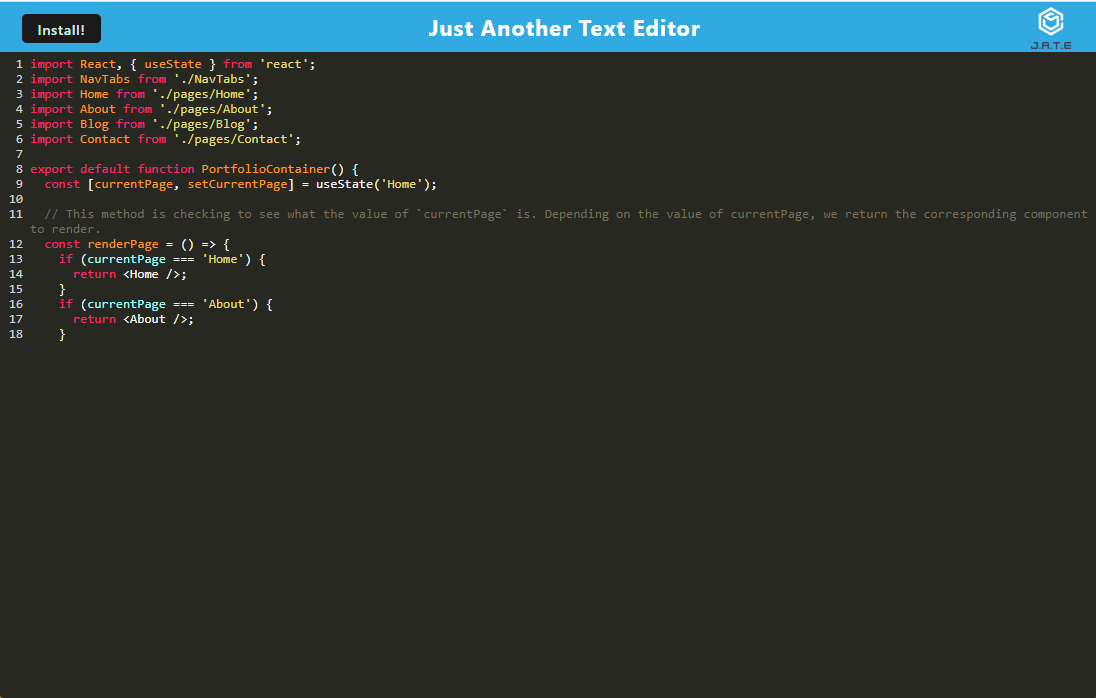 Install!
Just Another Text Editor
J.A.T.E
1 import React, { useState } from 'react';
2 import NavTabs from './NavTabs';
3 import Home from './pages/Home';
4 import About from './pages/About';
5 import Blog from './pages/Blog';
6 import Contact from './pages/Contact';
7
8 export default function PortfolioContainer() {
9   const [currentPage, setCurrentPage] = useState('Home');
10
11   // This method is checking to see what the value of `currentPage` is. Depending on the value of currentPage, we return the corresponding component
to render.
12   const renderPage = () => {
13     if (currentPage === 'Home') {
14       return <Home />;
15     }
16     if (currentPage === 'About') {
17       return <About />;
18     }